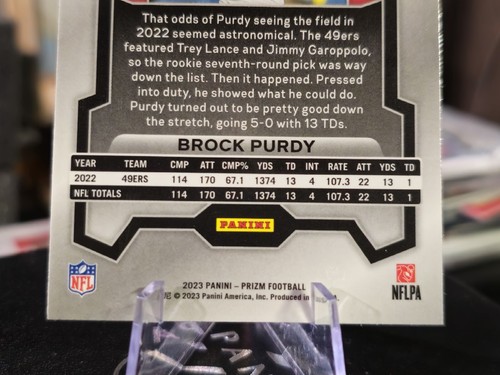 That odds of Purdy seeing the field in
2022 seemed astronomical. The 49ers
featured Trey Lance and Jimmy Garoppolo,
so the rookie seventh-round pick was way
down the list. Then it happened. Pressed
into duty, he showed what he could do.
Purdy turned out to be pretty good down
the stretch, going 5-0 with 13 TDs.
BROCK PURDY
YEAR TEAM CMP ATT CMP% YDS TD INT RATE ATT YDS TD
2022 49ERS 114 170 67.1 1374 13 4 107.3 22 13 1
NFL TOTALS 114 170 67.1 1374 13 4 107.3 22 13 1
PANINI
NFL
NFLPA
2023 PANINI – PRIZM FOOTBALL
© 2023 Panini America, Inc. Produced in
PANINI